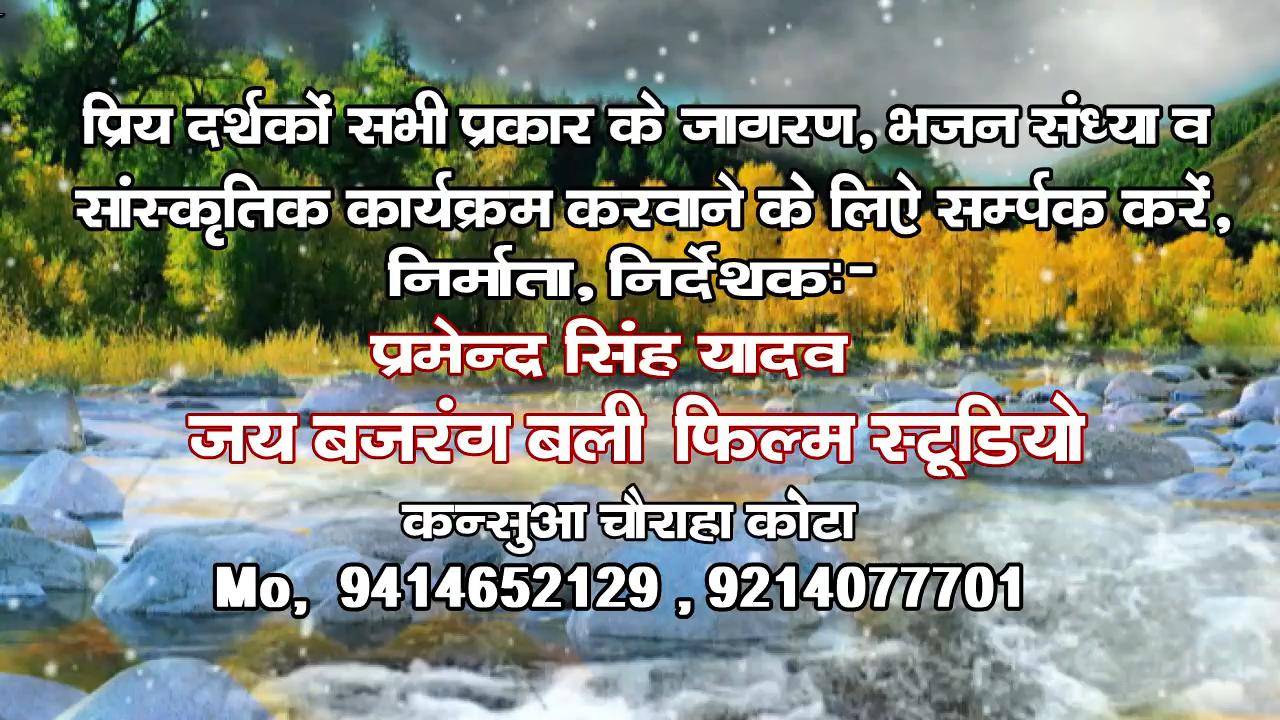 प्रिय दर्शकों सभी प्रकार के जागरण, भजन संध्या व
सांस्कृतिक कार्यक्रम करवाने के लिऐ सर्म्पक करें,
निर्माता, निर्देशकः-
प्रमेन्द्र सिंह यादव
जय बजरंग बली फिल्म स्टूडियो
कन्सुआ चौराहा कोटा
Mo, 9414652129 , 9214077701